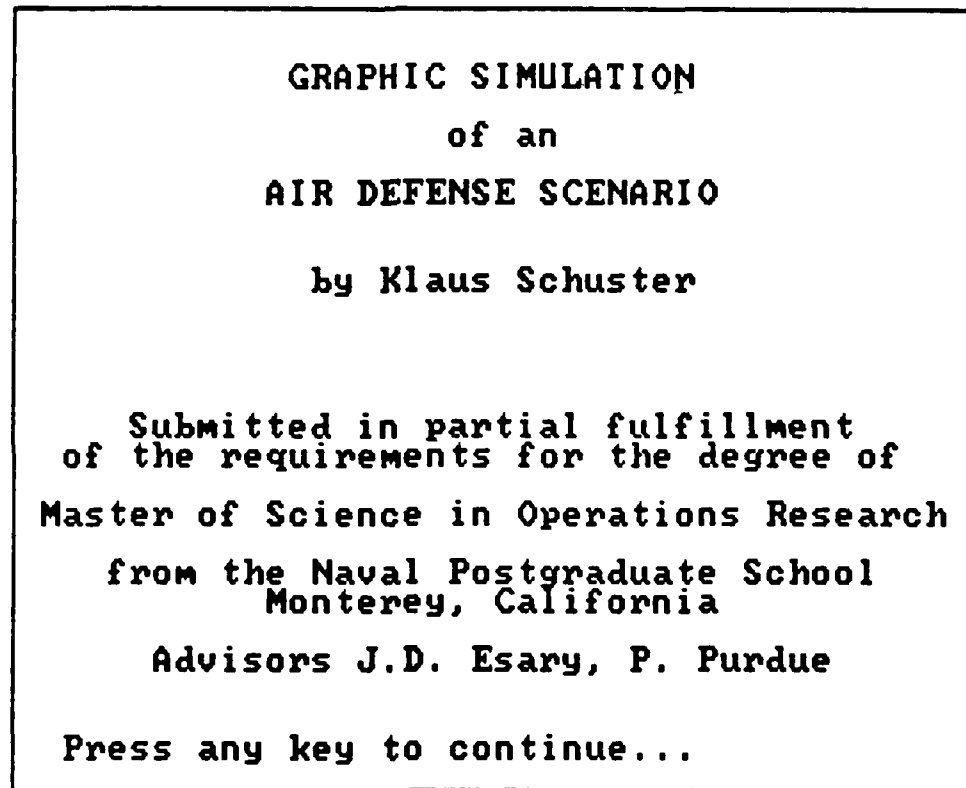 GRAPHIC SIMULATION
of an
AIR DEFENSE SCENARIO
by Klaus Schuster
Submitted in partial fulfillment
of the requirements for the degree of
Master of Science in Operations Research
from the Naval Postgraduate School
Monterey, California
Advisors J.D. Esary, P. Purdue
Press any key to continue...